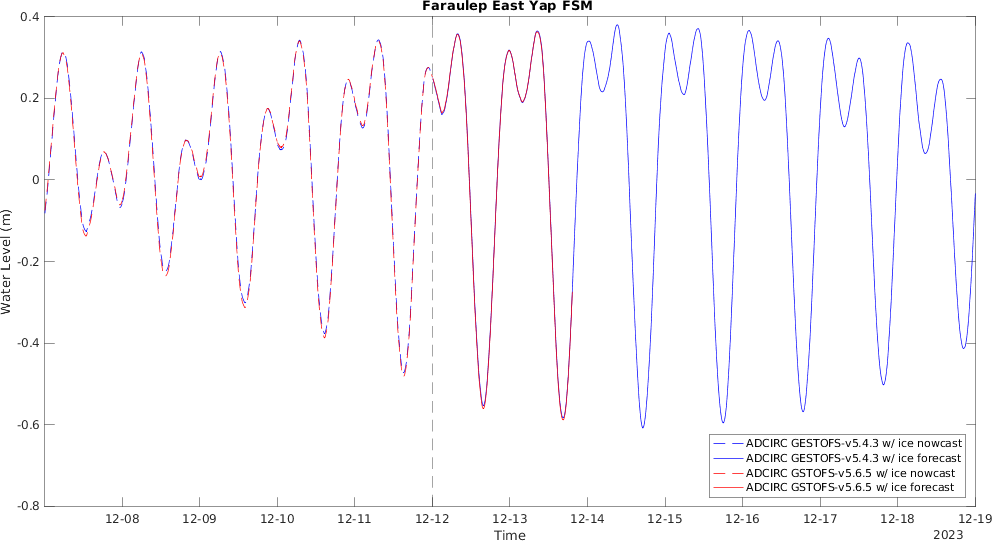 Faraulep East Yap FSM
0.4
0.2
0
-0.2
-0.4
-0.6
-0.8
Water Level (m)
ADCIRC GESTOFS-v5.4.3 w/ ice nowcast
ADCIRC GESTOFS-v5.4.3 w/ ice forecast
ADCIRC GSTOFS-v5.6.5 w/ ice nowcast
ADCIRC GSTOFS-v5.6.5 w/ ice forecast
12-08 12-09 12-10 12-11 12-12 12-13 12-14 12-15 12-16 12-17 12-18 12-19
Time
2023